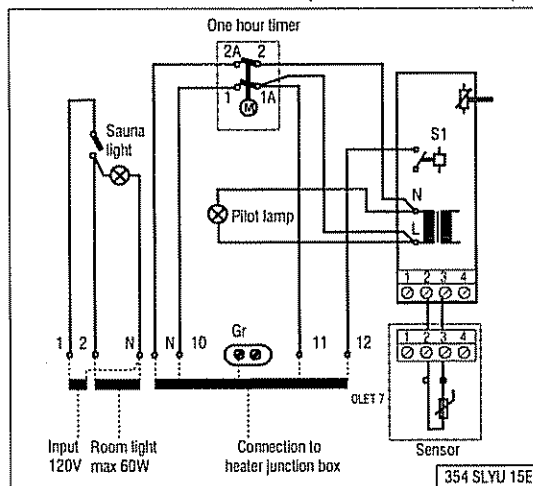 One hour timer
2A 2
1 1A
M
Sauna
light
S1
Pilot lamp
N
L
1 2 3 4
1 2 N N 10 Gr 11 12
1 2 3 4
OLET 7
Sensor
Input
120V
Room light
max 60W
Connection to
heater junction box
354 SLYU 15E